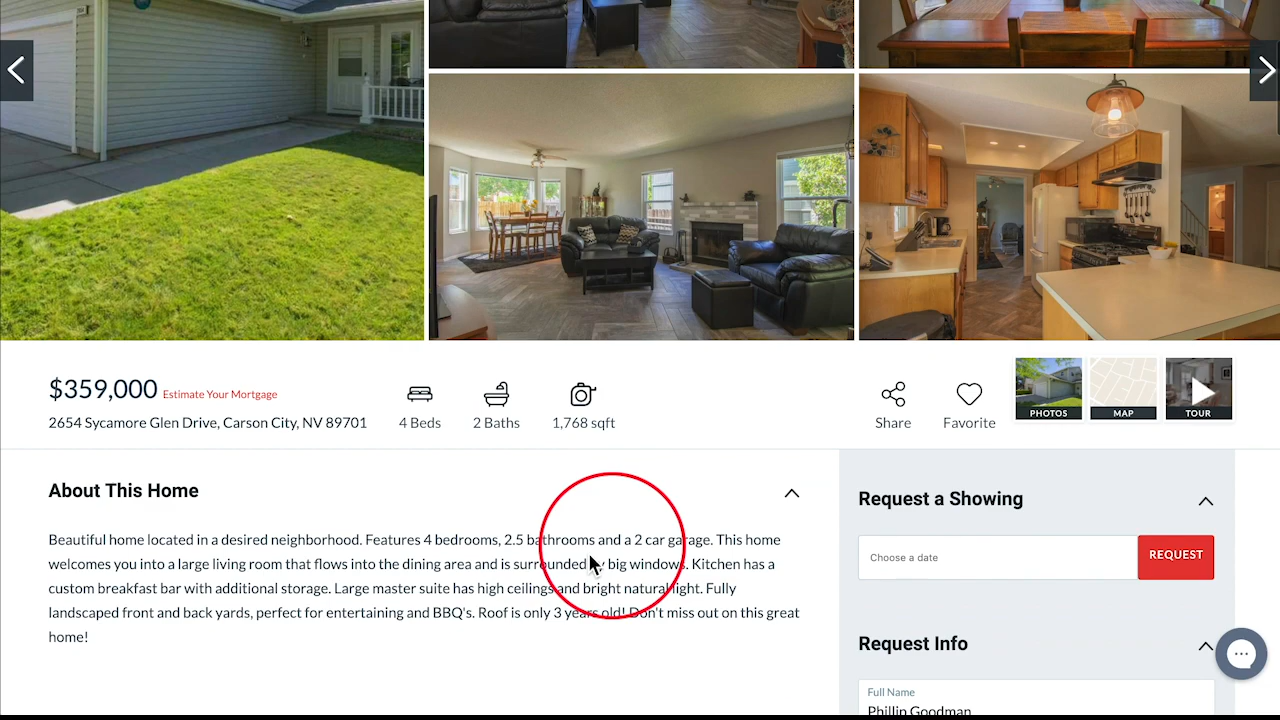 $359,000 Estimate Your Mortgage
2654 Sycamore Glen Drive, Carson City, NV 89701
4 Beds
2 Baths
1,768 sqft
Share
Favorite
PHOTOS
MAP
TOUR
About This Home
Beautiful home located in a desired neighborhood. Features 4 bedrooms, 2.5 bathrooms and a 2 car garage. This home
welcomes you into a large living room that flows into the dining area and is surrounded by big windows. Kitchen has a
custom breakfast bar with additional storage. Large master suite has high ceilings and bright natural light. Fully
landscaped front and back yards, perfect for entertaining and BBQ's. Roof is only 3 years old! Don't miss out on this great
home!
Request a Showing
Choose a date
REQUEST
Request Info
Full Name
Phillip Goodman